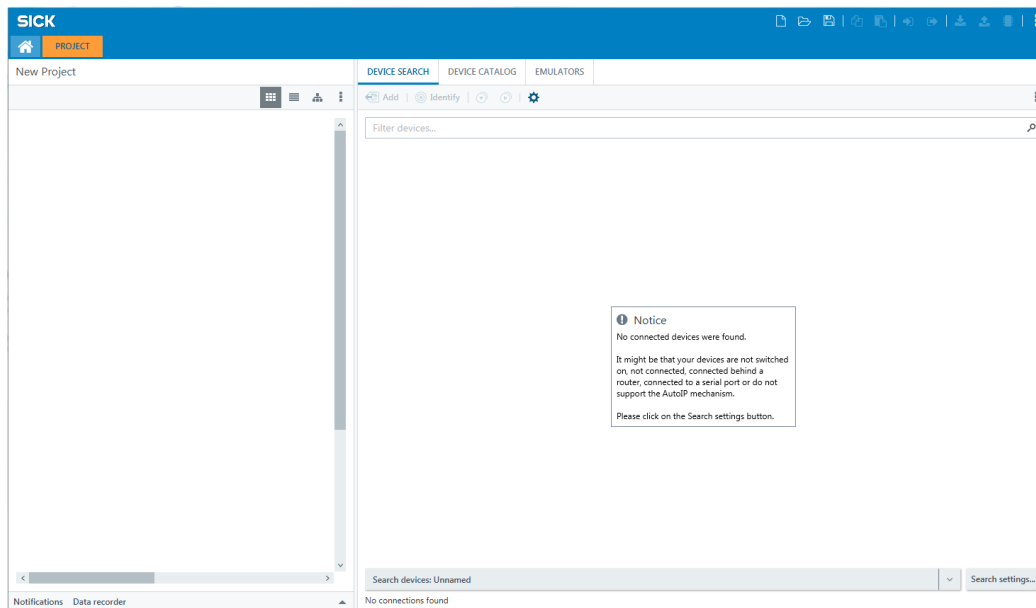 SICK
PROJECT
New Project
DEVICE SEARCH
DEVICE CATALOG
EMULATORS
Add
Identify
Filter devices...
Notice
No connected devices were found.
It might be that your devices are not switched
on, not connected, connected behind a
router, connected to a serial port or do not
support the AutoIP mechanism.
Please click on the Search settings button.
Search devices: Unnamed
Search settings...
Notifications
Data recorder
No connections found